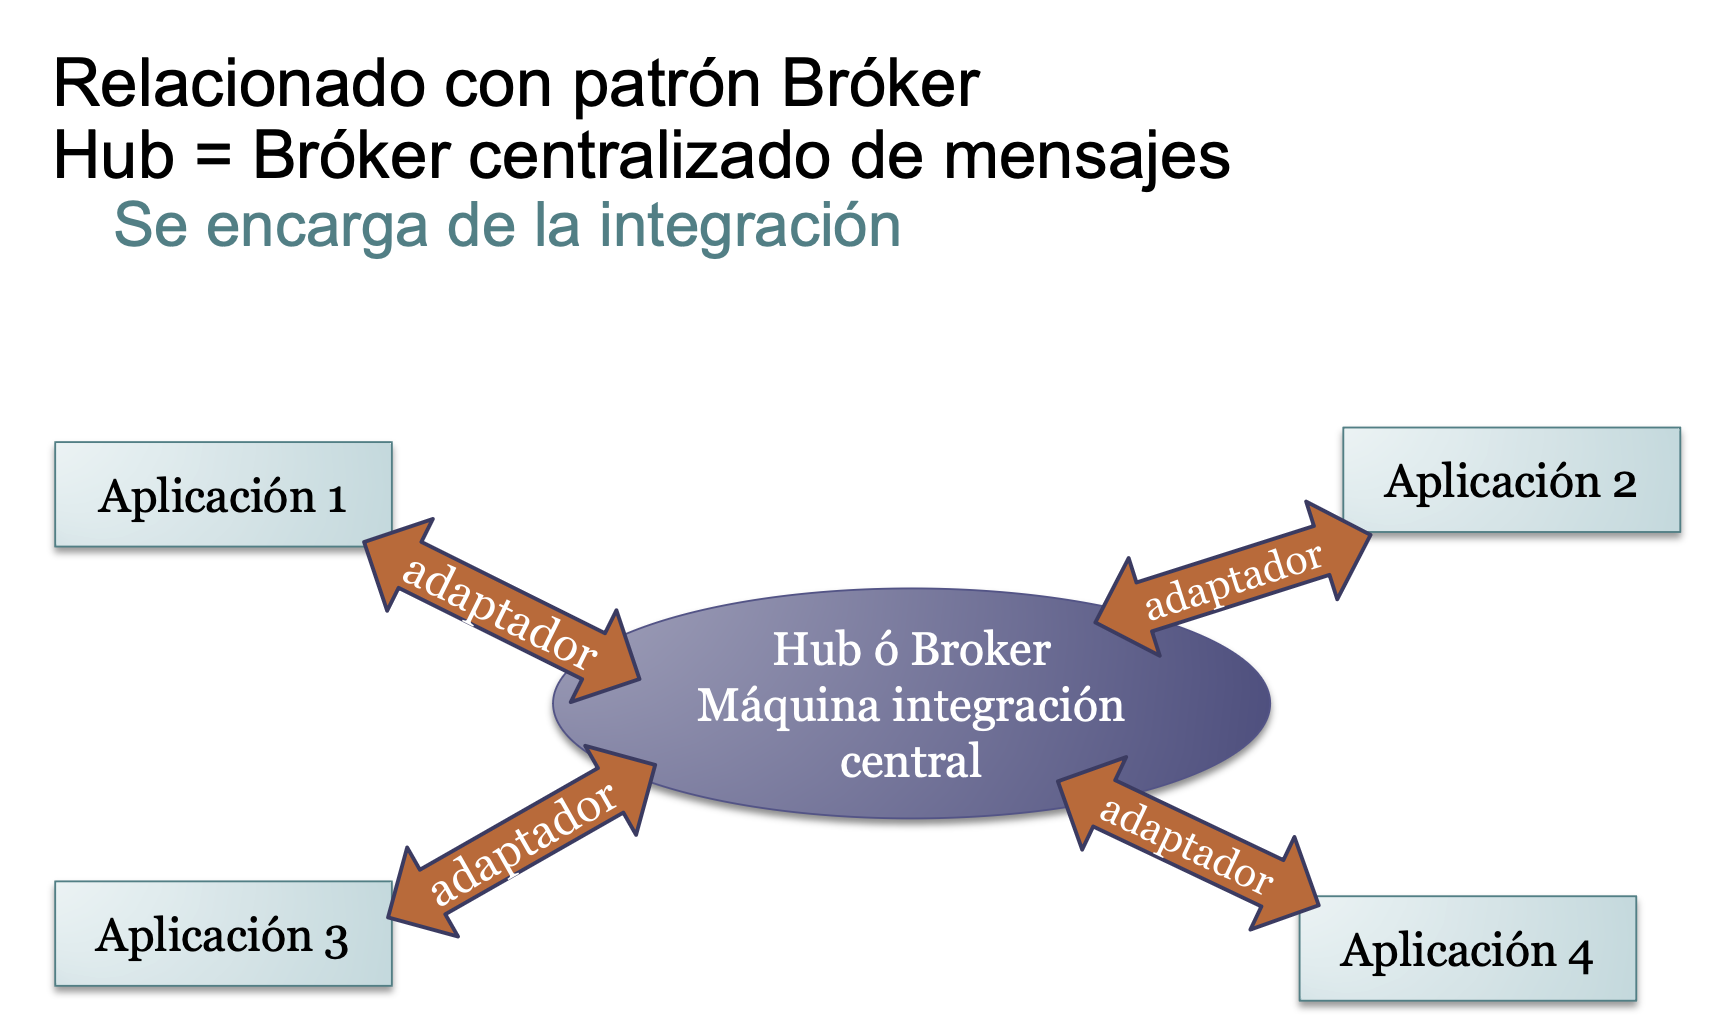 Relacionado con patrón Bróker
Hub = Bróker centralizado de mensajes
Se encarga de la integración
Aplicación 1
Aplicación 2
adaptador
adaptador
Hub ó Broker
Máquina integración
central
adaptador
adaptador
Aplicación 3
Aplicación 4